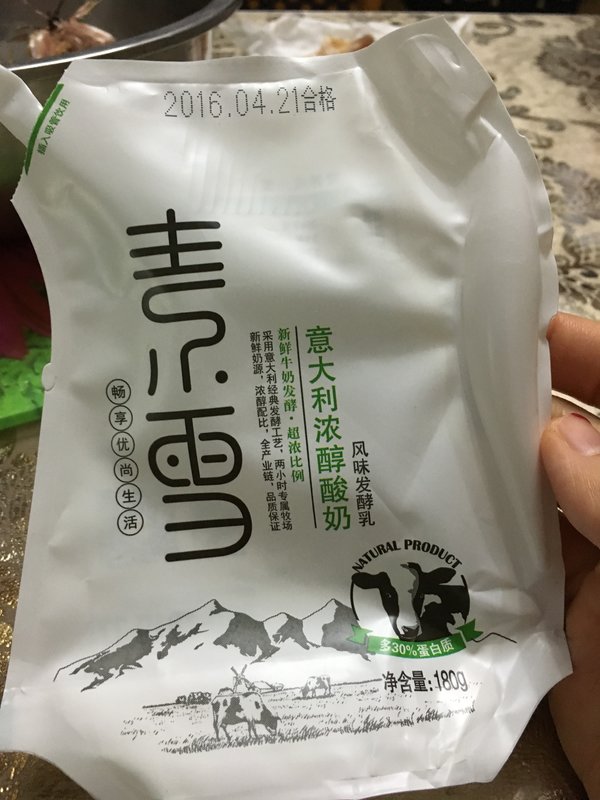 2016.04.21合格
插入吸管饮用
风味发酵乳
意大利浓醇酸奶
新鲜牛奶发酵·超浓比例
采用意大利经典发酵工艺，两小时专属牧场
新鲜奶源，浓醇配比，全产业链，品质保证
素雪
畅享优尚生活
NATURAL PRODUCT
多30%蛋白质
净含量:180g